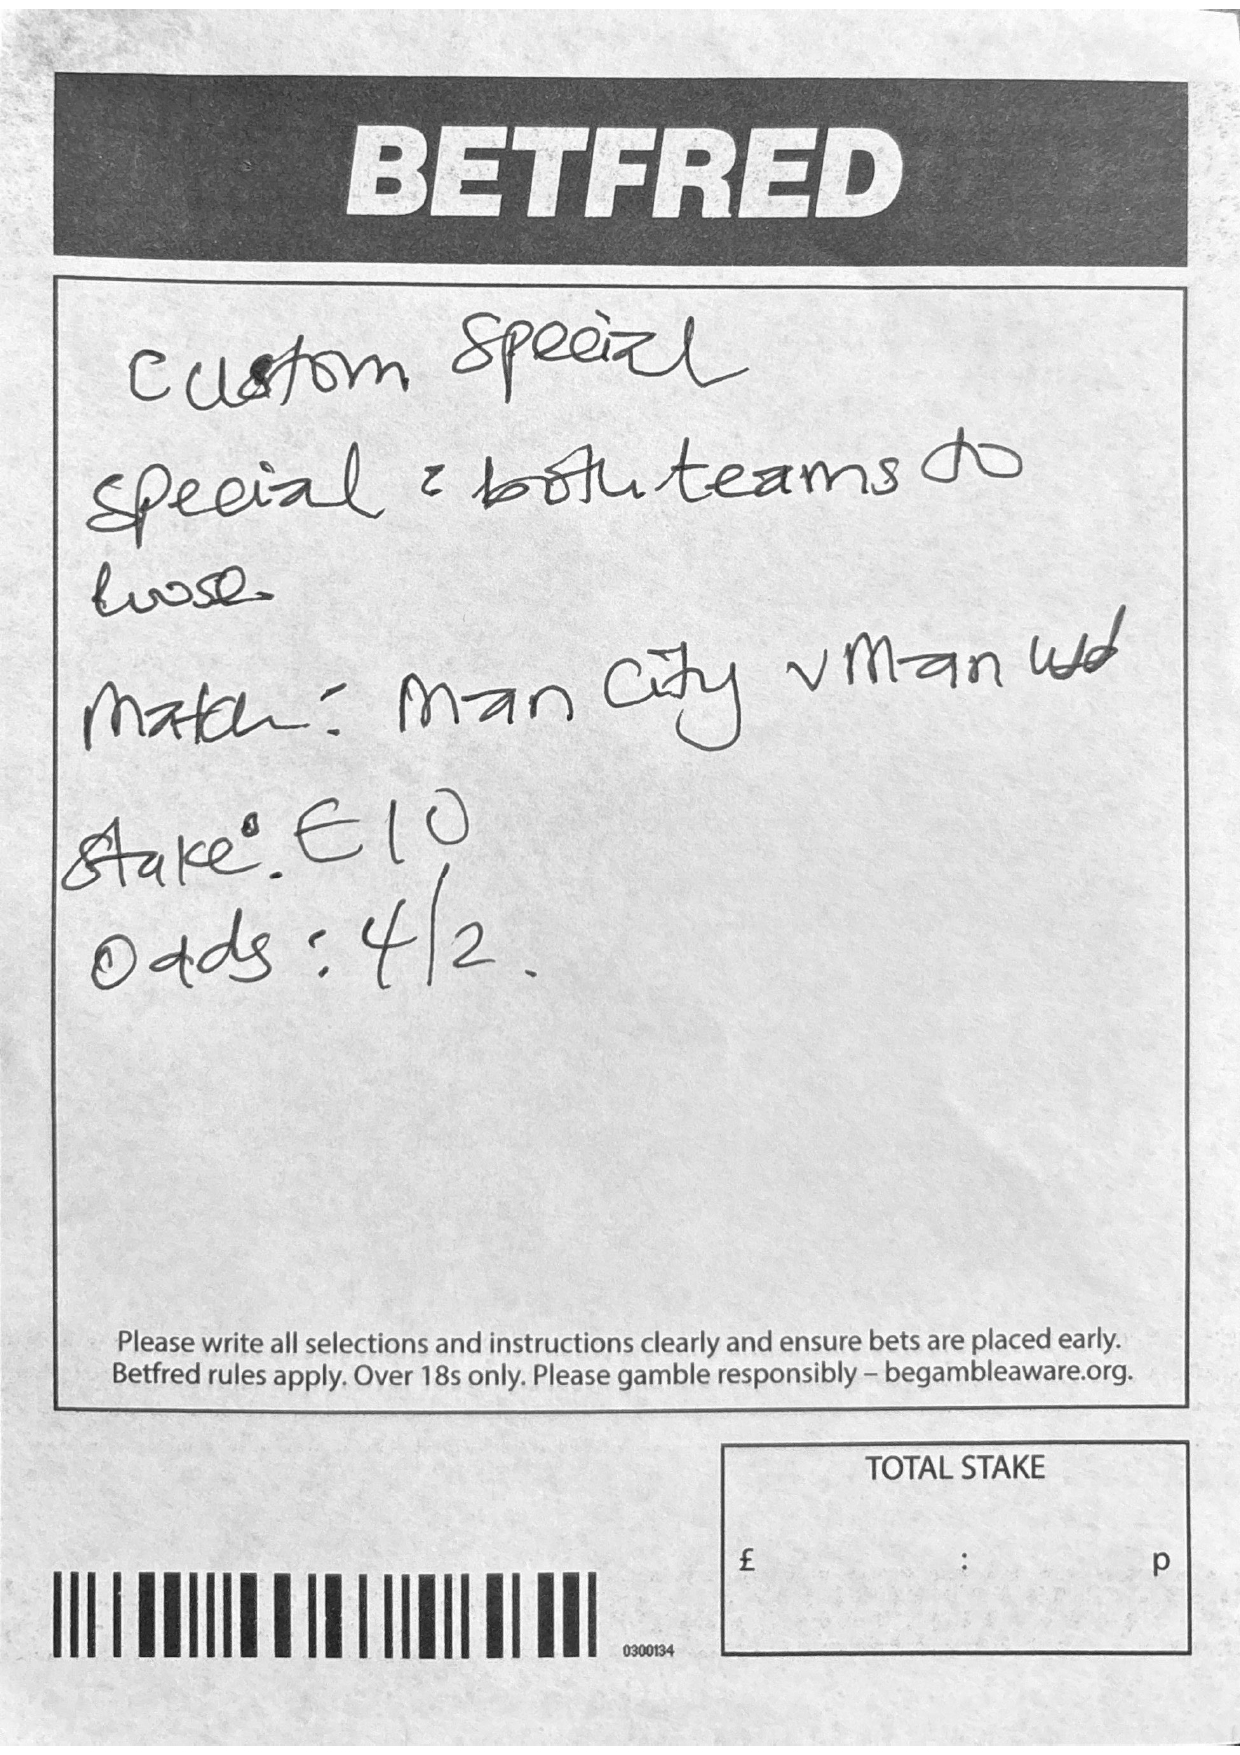 BETFRED
Custom Special
Special : both teams to
loose
Match : Man City v Man Utd
Stake : £10
Odds : 4/2.
Please write all selections and instructions clearly and ensure bets are placed early.
Betfred rules apply. Over 18s only. Please gamble responsibly – begambleaware.org.
TOTAL STAKE
£ : p
0300134